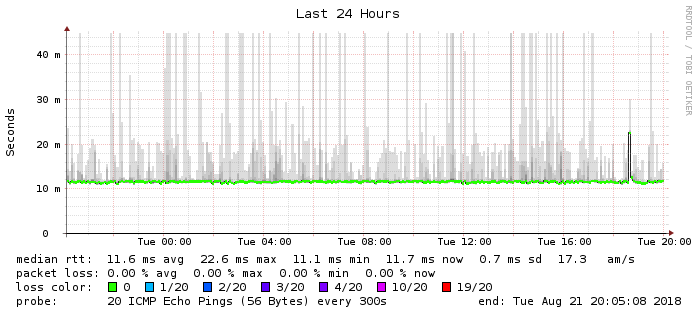 Last 24 Hours
RRDTOOL / TOBI OETIKER
Seconds
40 m
30 m
20 m
10 m
0
Tue 00:00 Tue 04:00 Tue 08:00 Tue 12:00 Tue 16:00 Tue 20:00
median rtt: 11.6 ms avg 22.6 ms max 11.1 ms min 11.7 ms now 0.7 ms sd 17.3 am/s
packet loss: 0.00 % avg 0.00 % max 0.00 % min 0.00 % now
loss color: 0 1/20 2/20 3/20 4/20 10/20 19/20
probe: 20 ICMP Echo Pings (56 Bytes) every 300s end: Tue Aug 21 20:05:08 2018